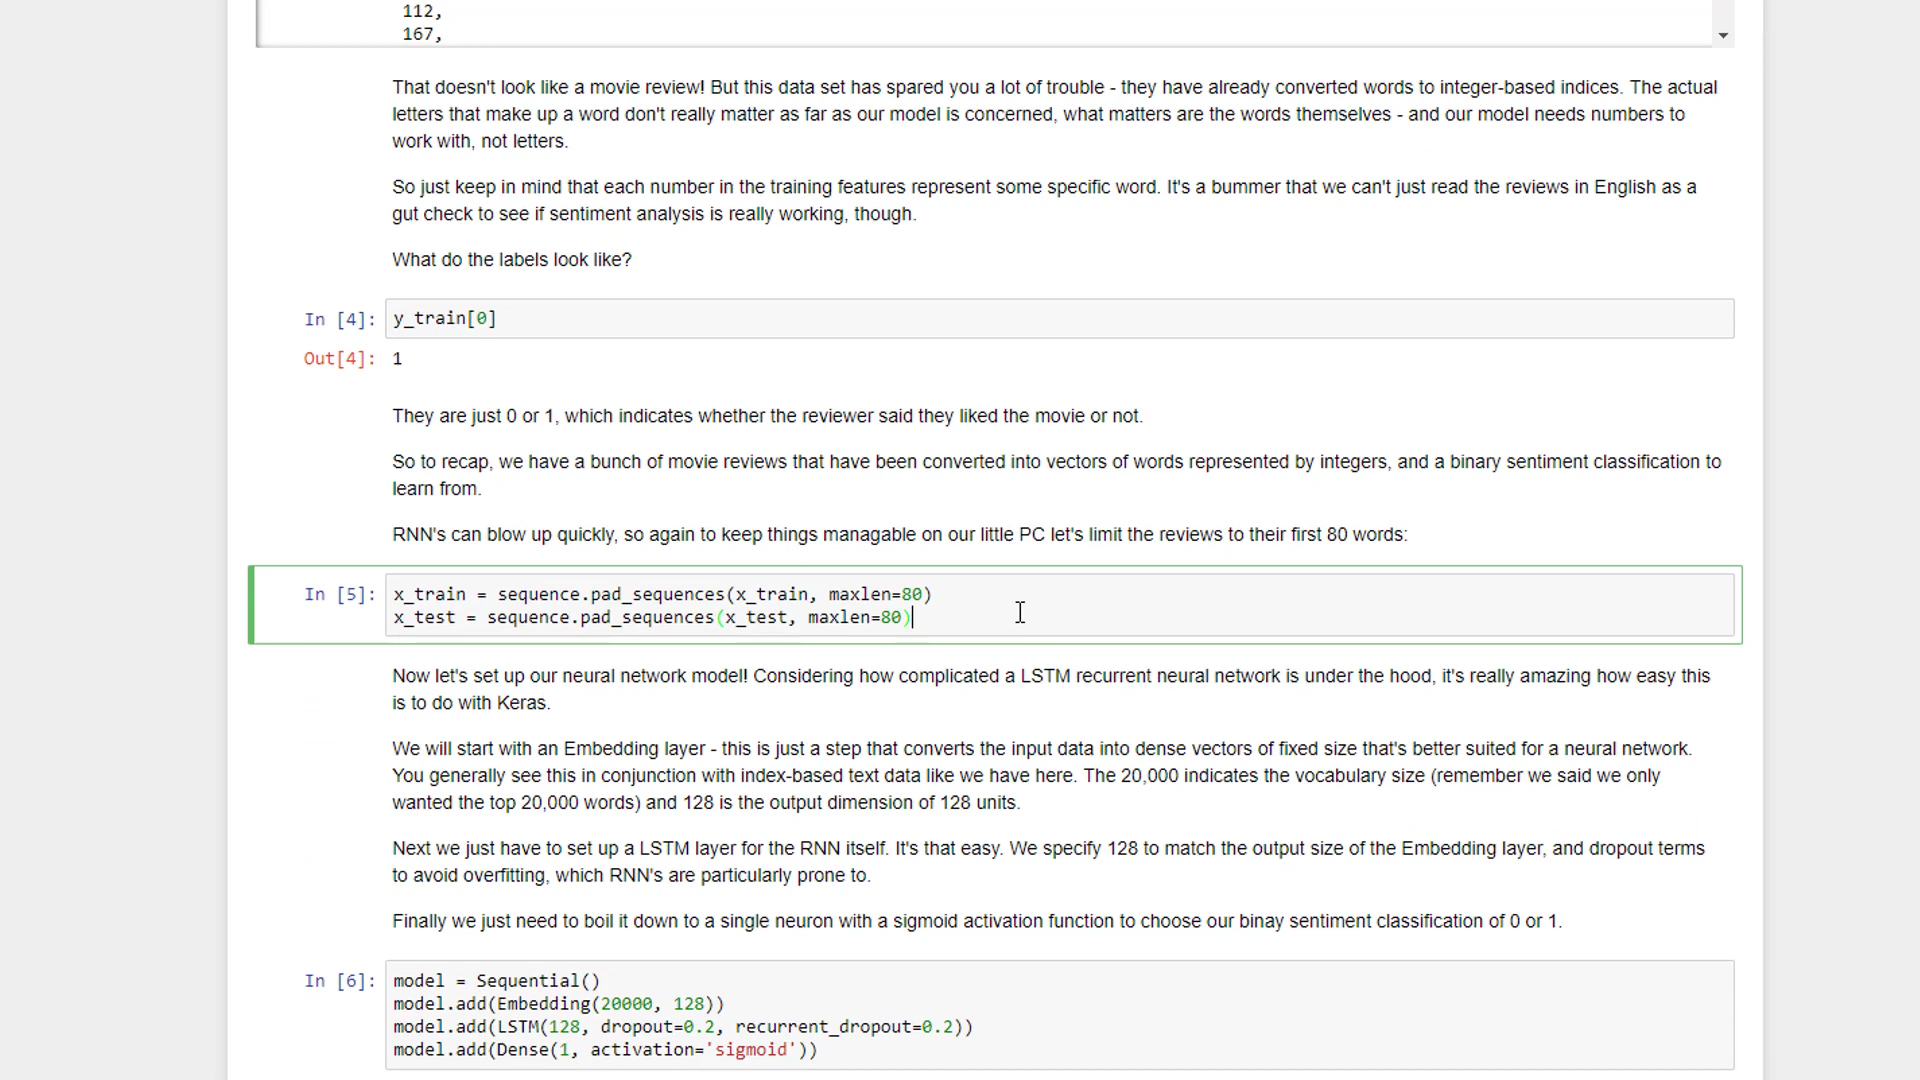 112,
167,
That doesn't look like a movie review! But this data set has spared you a lot of trouble - they have already converted words to integer-based indices. The actual
letters that make up a word don't really matter as far as our model is concerned, what matters are the words themselves - and our model needs numbers to
work with, not letters.
So just keep in mind that each number in the training features represent some specific word. It's a bummer that we can't just read the reviews in English as a
gut check to see if sentiment analysis is really working, though.
What do the labels look like?
In [4]: y_train[0]
Out[4]: 1
They are just 0 or 1, which indicates whether the reviewer said they liked the movie or not.
So to recap, we have a bunch of movie reviews that have been converted into vectors of words represented by integers, and a binary sentiment classification to
learn from.
RNN's can blow up quickly, so again to keep things managable on our little PC let's limit the reviews to their first 80 words:
In [5]: x_train = sequence.pad_sequences(x_train, maxlen=80)
x_test = sequence.pad_sequences(x_test, maxlen=80)
Now let's set up our neural network model! Considering how complicated a LSTM recurrent neural network is under the hood, it's really amazing how easy this
is to do with Keras.
We will start with an Embedding layer - this is just a step that converts the input data into dense vectors of fixed size that's better suited for a neural network.
You generally see this in conjunction with index-based text data like we have here. The 20,000 indicates the vocabulary size (remember we said we only
wanted the top 20,000 words) and 128 is the output dimension of 128 units.
Next we just have to set up a LSTM layer for the RNN itself. It's that easy. We specify 128 to match the output size of the Embedding layer, and dropout terms
to avoid overfitting, which RNN's are particularly prone to.
Finally we just need to boil it down to a single neuron with a sigmoid activation function to choose our binay sentiment classification of 0 or 1.
In [6]: model = Sequential()
model.add(Embedding(20000, 128))
model.add(LSTM(128, dropout=0.2, recurrent_dropout=0.2))
model.add(Dense(1, activation='sigmoid'))